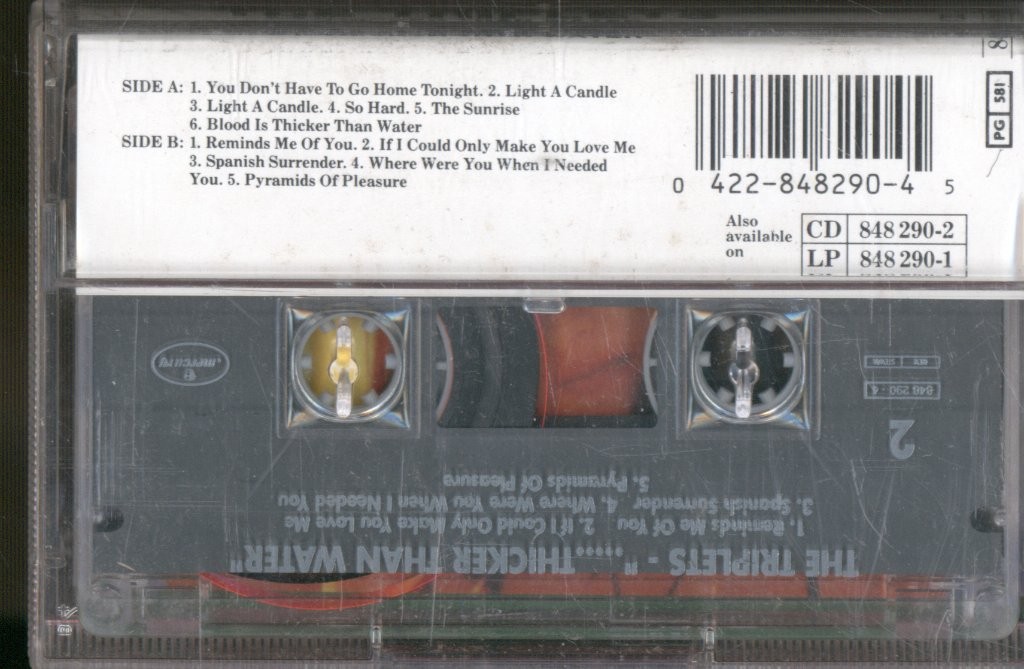 SIDE A: 1. You Don't Have To Go Home Tonight. 2. Light A Candle
3. Light A Candle. 4. So Hard. 5. The Sunrise
6. Blood Is Thicker Than Water
SIDE B: 1. Reminds Me Of You. 2. If I Could Only Make You Love Me
3. Spanish Surrender. 4. Where Were You When I Needed
You. 5. Pyramids Of Pleasure
0 422-848290-4 5
PG 581
8
Also
available
on
CD 848 290-2
LP 848 290-1
mercury
848 290-4
2
THE TRIPLETS - ".....THICKER THAN WATER"
1. Reminds Me Of You 2. If I Could Only Make You Love Me
3. Spanish Surrender 4. Where Were You When I Needed You
5. Pyramids Of Pleasure